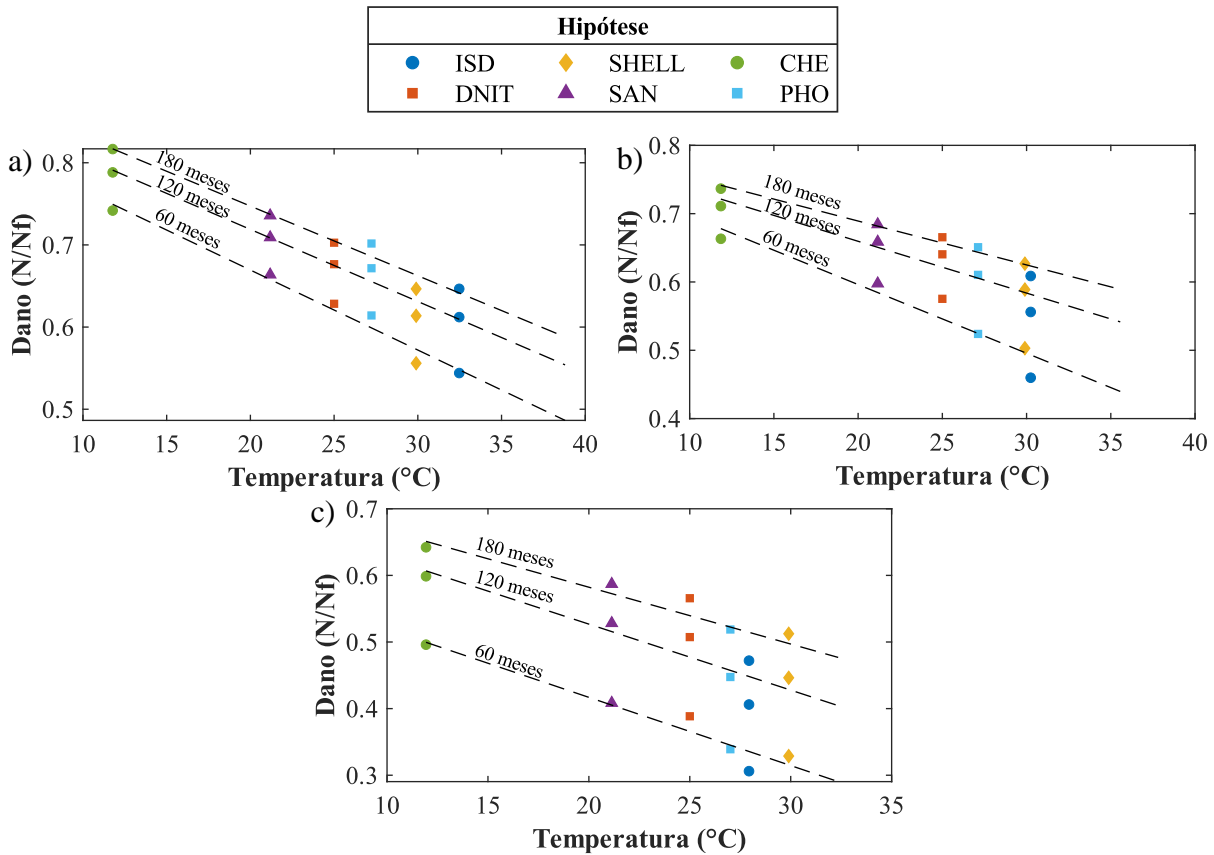 Hipótese
ISD SHELL CHE
DNIT SAN PHO
a)
0.8
0.7
0.6
0.5
Dano (N/Nf)
180 meses
120 meses
60 meses
10 15 20 25 30 35 40
Temperatura (°C)
b)
0.8
0.7
0.6
0.5
0.4
Dano (N/Nf)
180 meses
120 meses
60 meses
10 15 20 25 30 35 40
Temperatura (°C)
c)
0.7
0.6
0.5
0.4
0.3
Dano (N/Nf)
180 meses
120 meses
60 meses
10 15 20 25 30 35
Temperatura (°C)